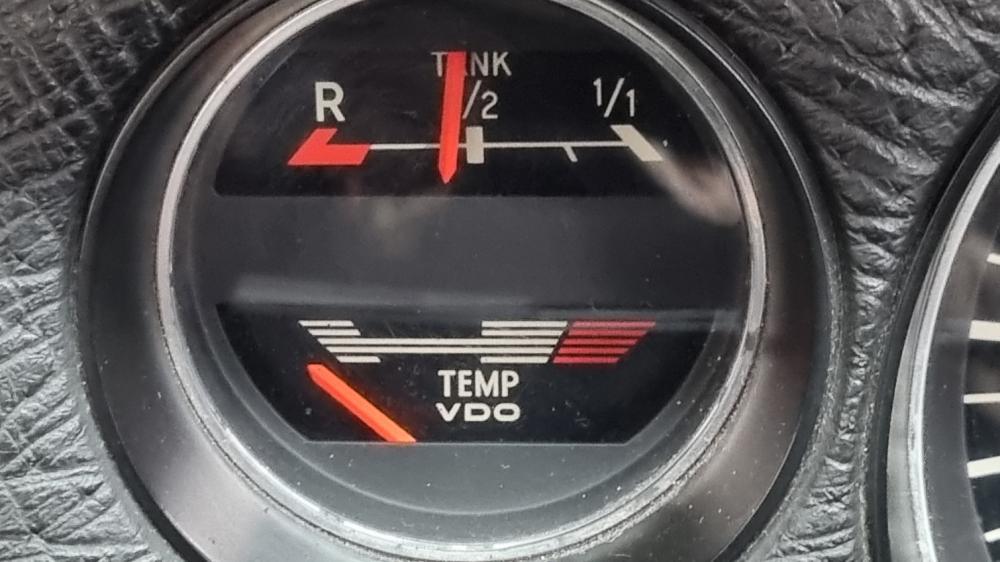 TANK
R 1/2 1/1
TEMP
VDO